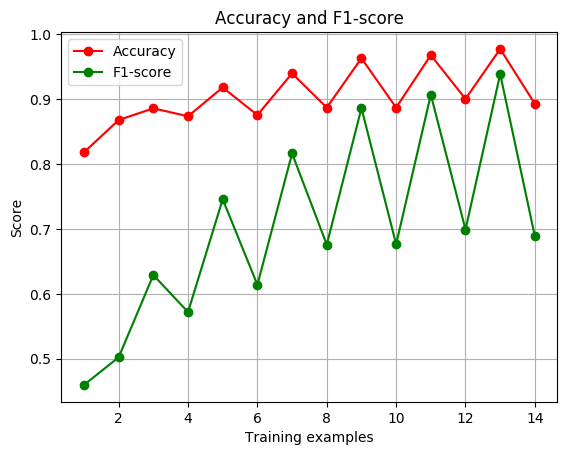 Accuracy and F1-score
Accuracy
F1-score
1.0
0.9
0.8
0.7
0.6
0.5
Score
2 4 6 8 10 12 14
Training examples